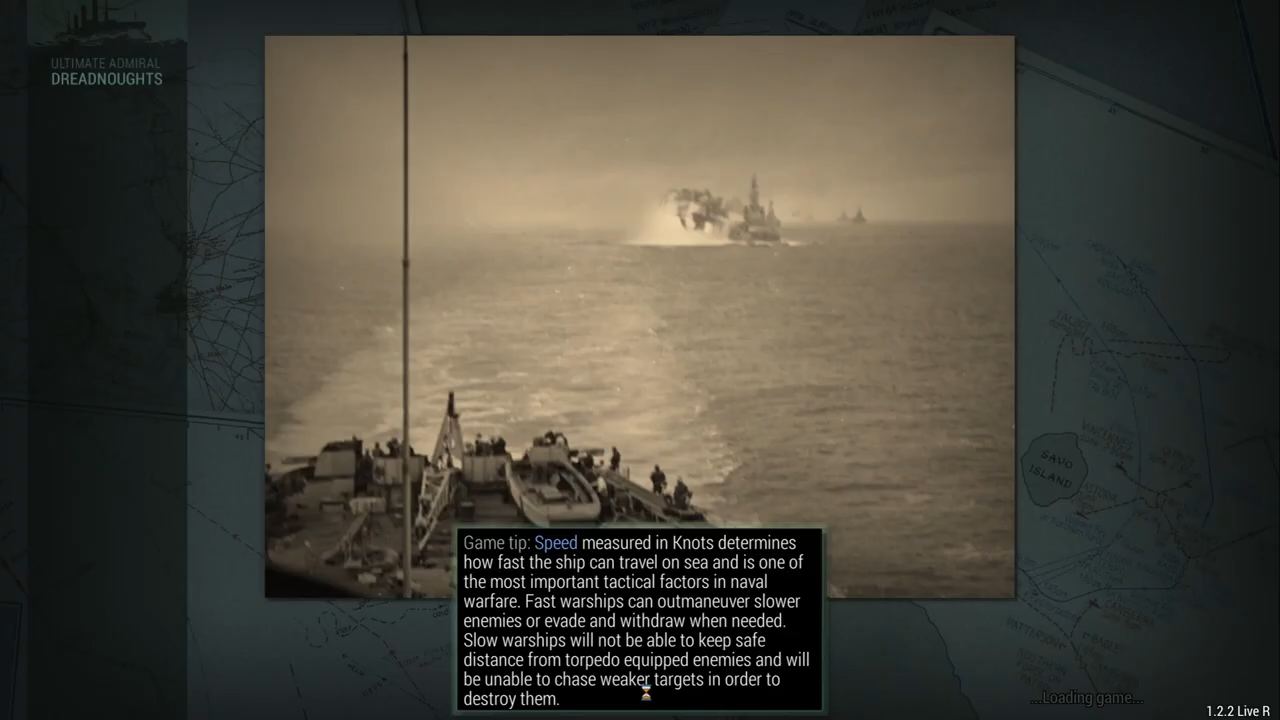 ULTIMATE ADMIRAL
DREADNOUGHTS
SAVO
ISLAND
Game tip: Speed measured in Knots determines
how fast the ship can travel on sea and is one of
the most important tactical factors in naval
warfare. Fast warships can outmaneuver slower
enemies or evade and withdraw when needed.
Slow warships will not be able to keep safe
distance from torpedo equipped enemies and will
be unable to chase weaker targets in order to
destroy them.
...Loading game...
1.2.2 Live R